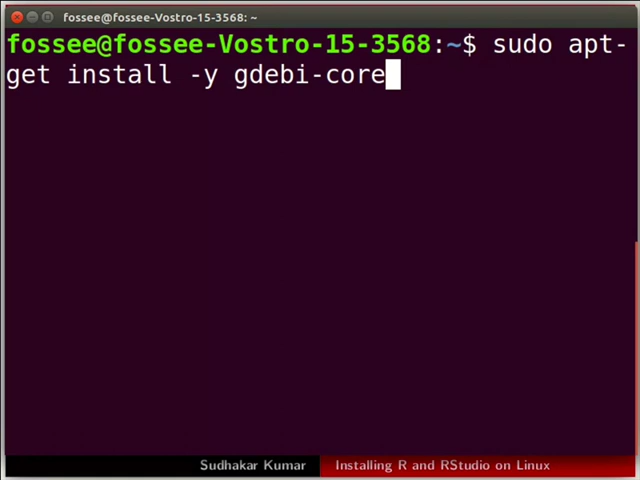 fossee@fossee-Vostro-15-3568: ~
fossee@fossee-Vostro-15-3568:~$ sudo apt-
get install -y gdebi-core
Sudhakar Kumar
Installing R and RStudio on Linux